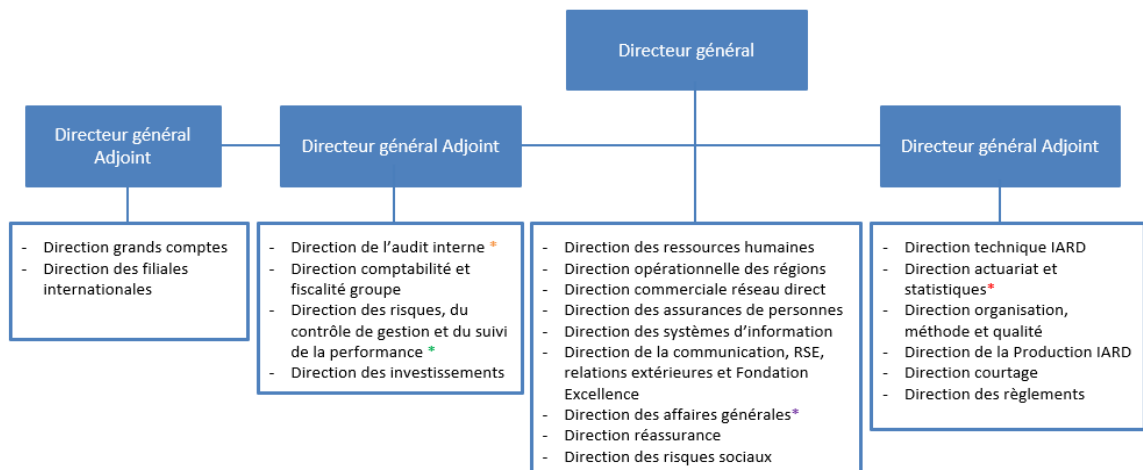 Directeur général
Directeur général
Adjoint
Directeur général Adjoint
Directeur général Adjoint
- Direction grands comptes
- Direction des filiales
internationales
- Direction de l’audit interne *
- Direction comptabilité et
fiscalité groupe
- Direction des risques, du
contrôle de gestion et du suivi
de la performance *
- Direction des investissements
- Direction des ressources humaines
- Direction opérationnelle des régions
- Direction commerciale réseau direct
- Direction des assurances de personnes
- Direction des systèmes d’information
- Direction de la communication, RSE,
relations extérieures et Fondation
Excellence
- Direction des affaires générales*
- Direction réassurance
- Direction des risques sociaux
- Direction technique IARD
- Direction actuariat et
statistiques*
- Direction organisation,
méthode et qualité
- Direction de la Production IARD
- Direction courtage
- Direction des règlements